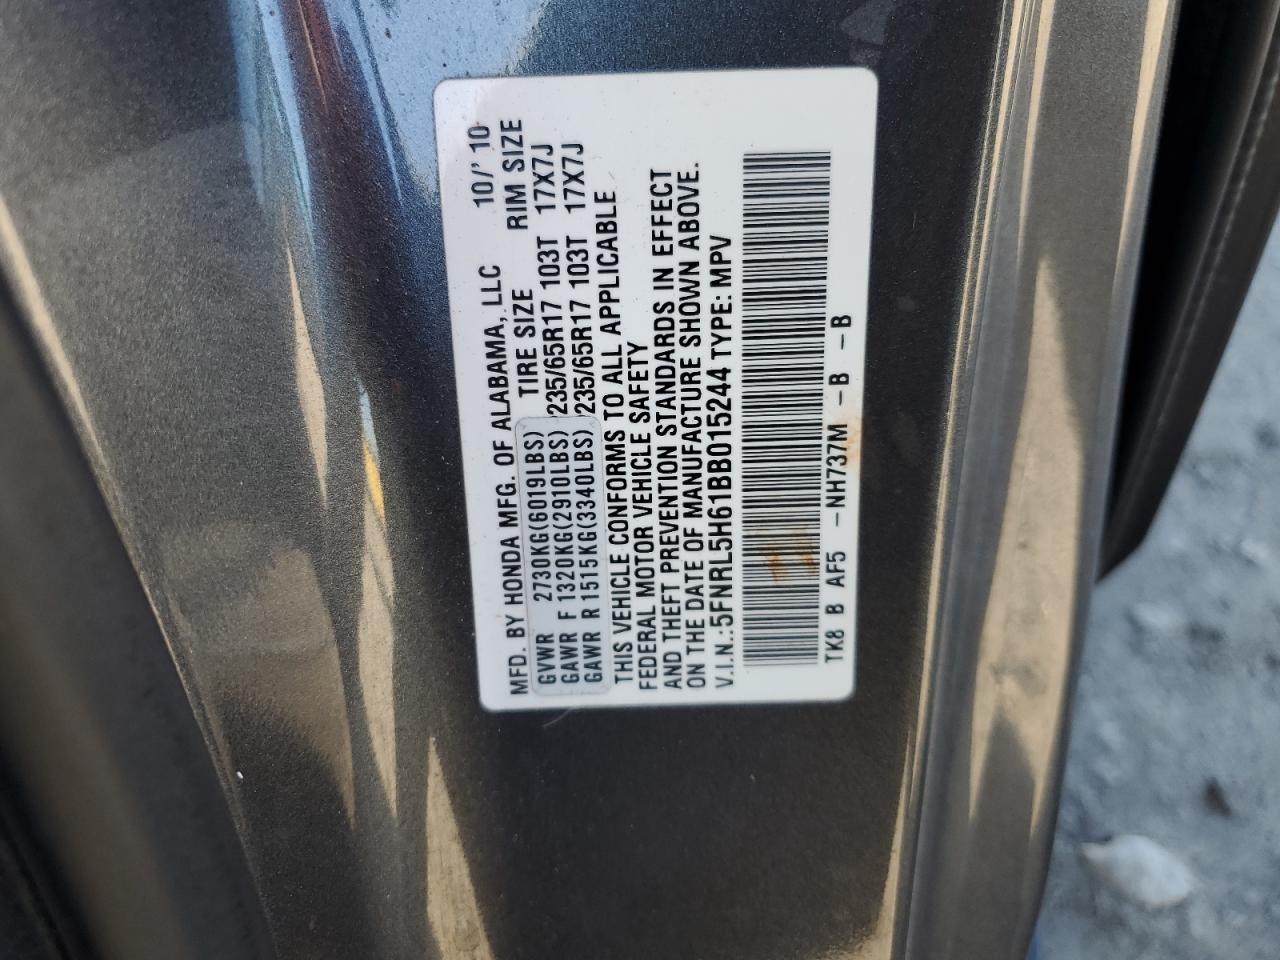 MFD. BY HONDA MFG. OF ALABAMA, LLC 10/' 10
TIRE SIZE RIM SIZE
GVWR 2730KG(6019LBS)
GAWR F 1320KG(2910LBS) 235/65R17 103T 17X7J
GAWR R 1515KG(3340LBS) 235/65R17 103T 17X7J
THIS VEHICLE CONFORMS TO ALL APPLICABLE
FEDERAL MOTOR VEHICLE SAFETY
AND THEFT PREVENTION STANDARDS IN EFFECT
ON THE DATE OF MANUFACTURE SHOWN ABOVE.
V.I.N.:5FNRL5H61BB015244 TYPE: MPV
TK8 B AF5 -NH737M -B -B